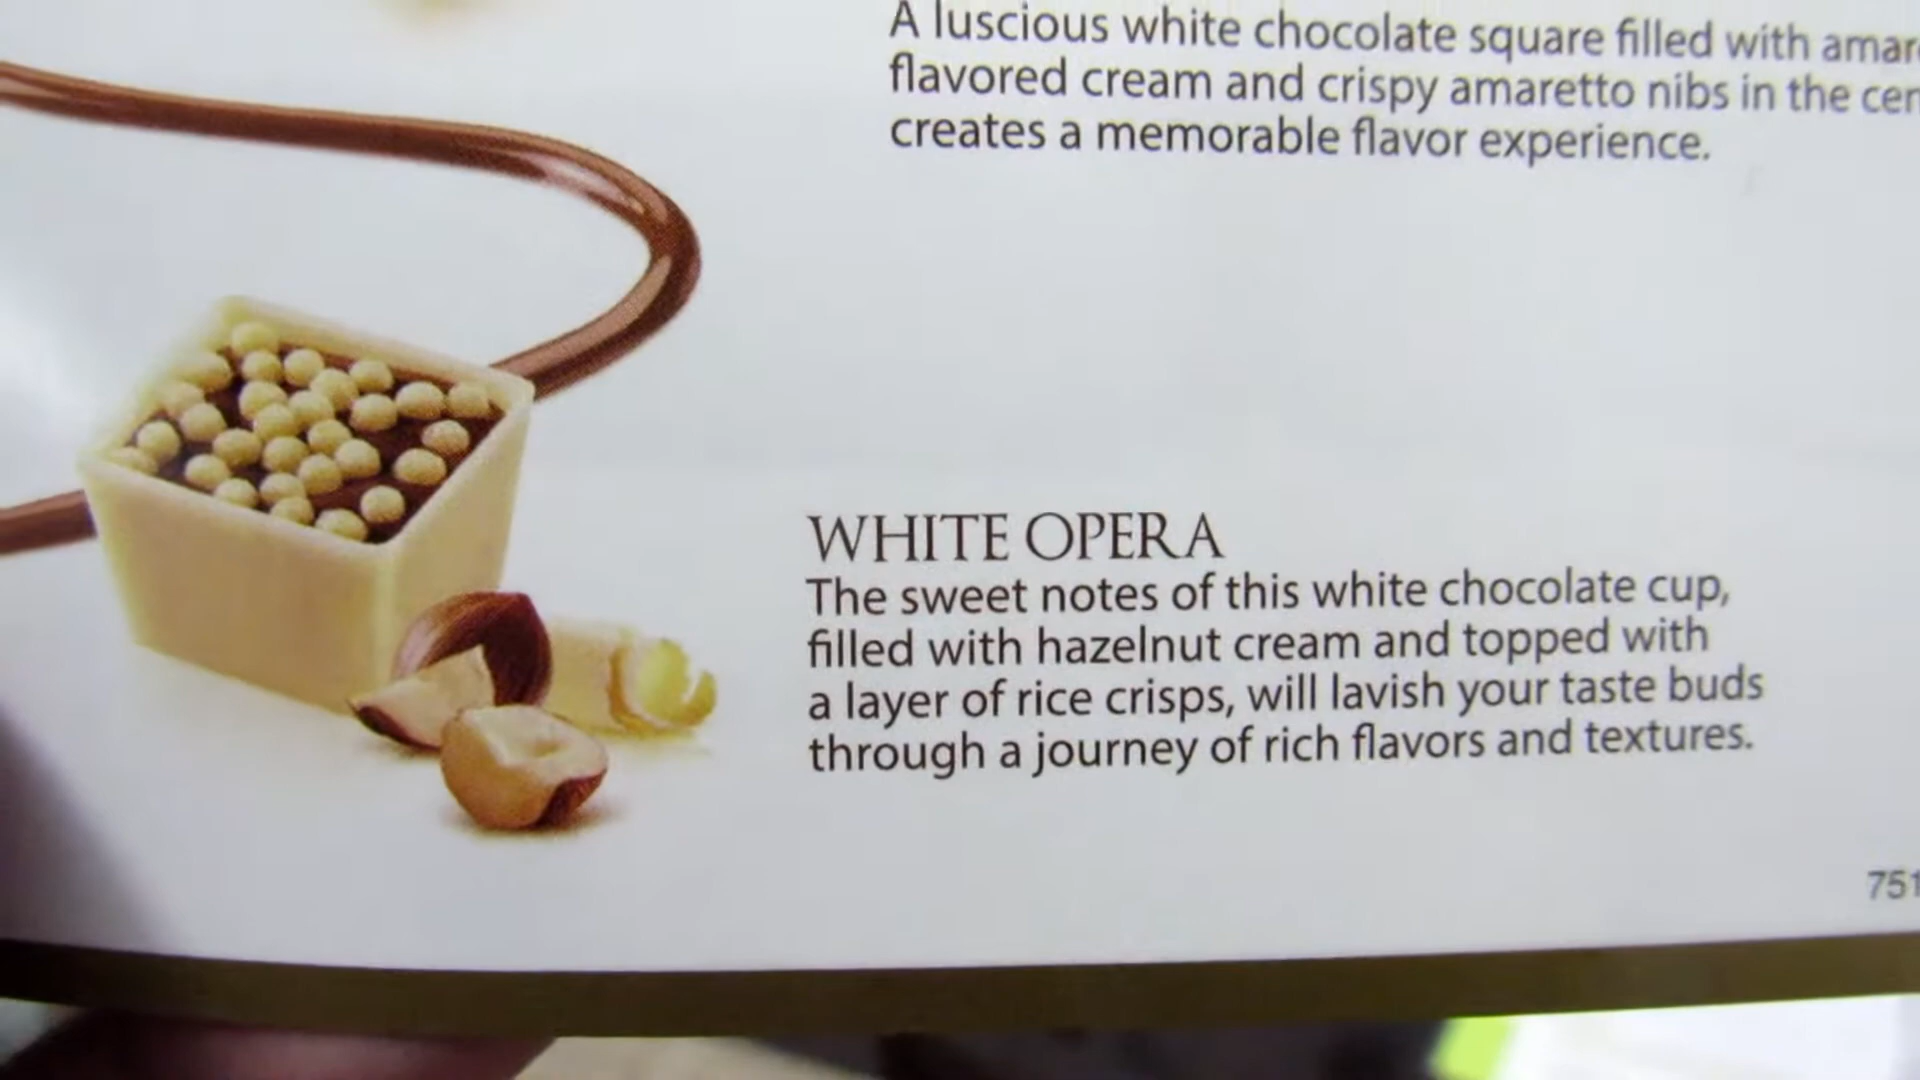 A luscious white chocolate square filled with
flavored cream and crispy amaretto nibs in the
creates a memorable flavor experience.
WHITE OPERA
The sweet notes of this white chocolate cup,
filled with hazelnut cream and topped with
a layer of rice crisps, will lavish your taste buds
through a journey of rich flavors and textures.
751